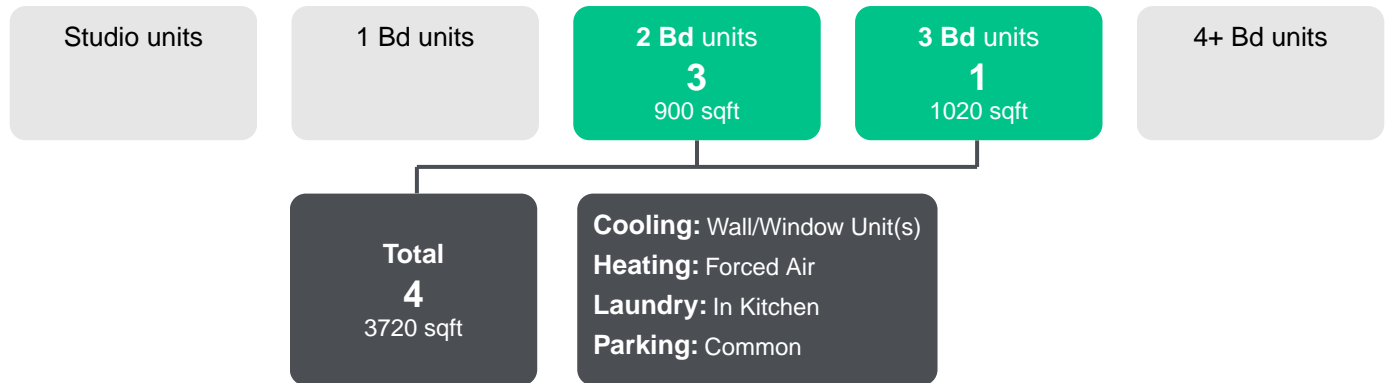 Studio units
1 Bd units
2 Bd units
3
900 sqft
3 Bd units
1
1020 sqft
4+ Bd units
Total
4
3720 sqft
Cooling: Wall/Window Unit(s)
Heating: Forced Air
Laundry: In Kitchen
Parking: Common